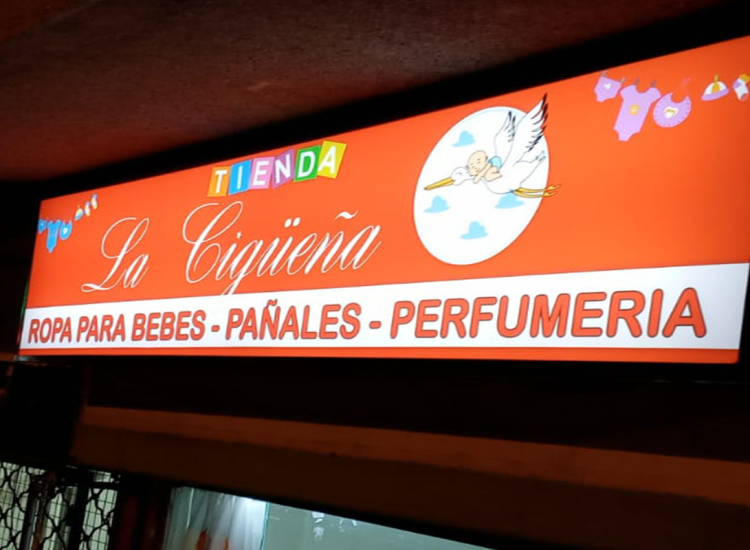 TIENDA
La Cigüeña
ROPA PARA BEBES - PAÑALES - PERFUMERIA